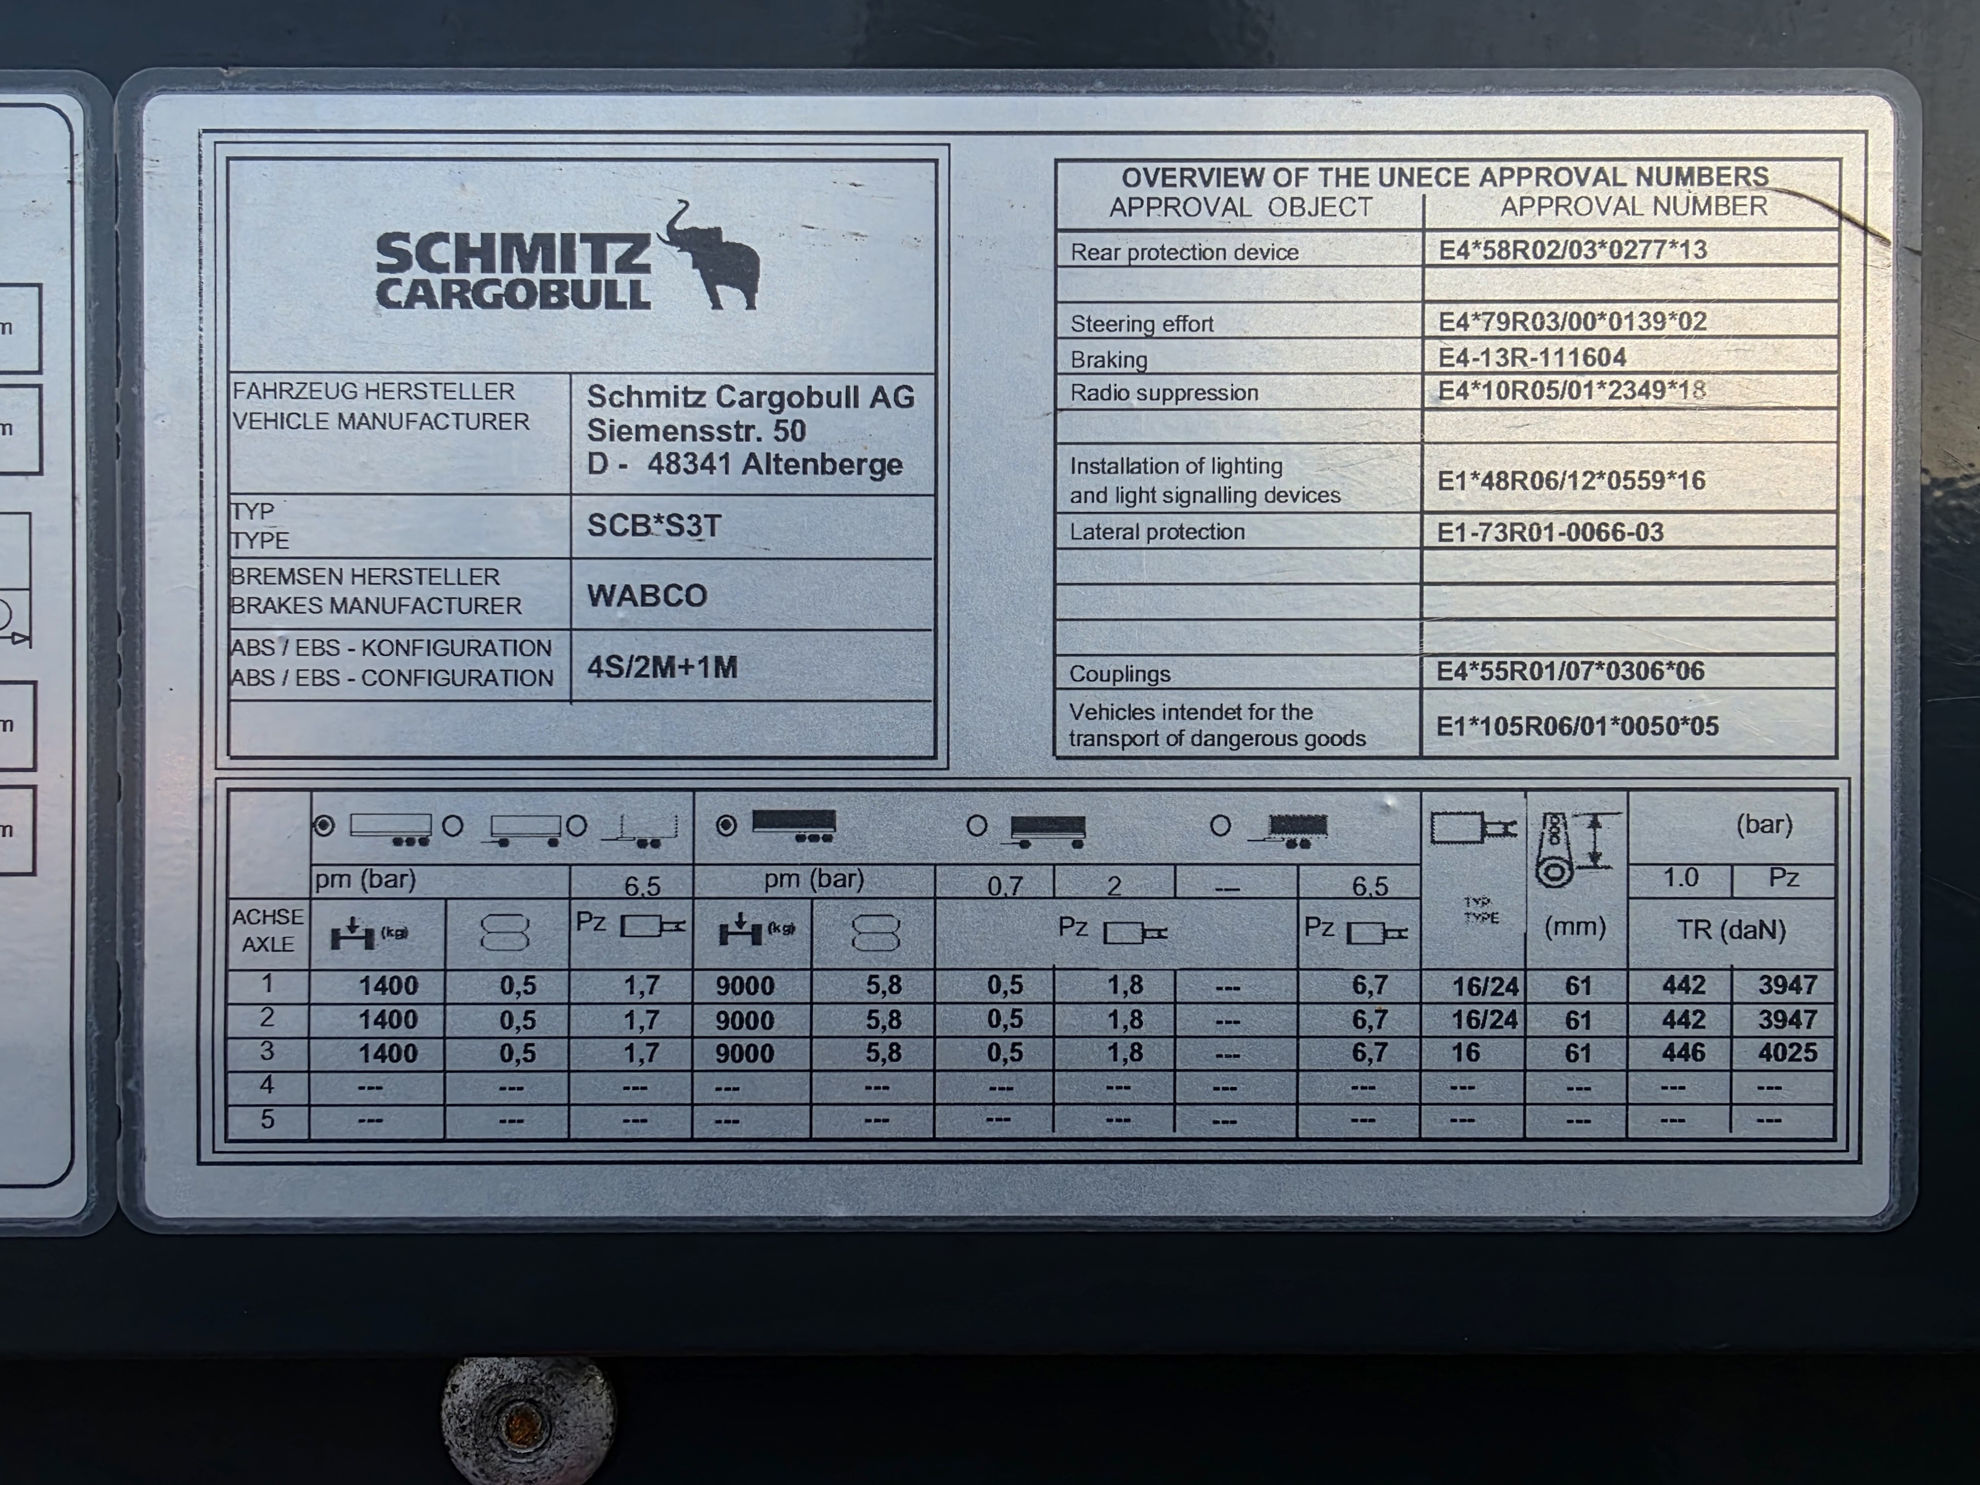 m
m
m
m
SCHMITZ
CARGOBULL
FAHRZEUG HERSTELLER
VEHICLE MANUFACTURER
Schmitz Cargobull AG
Siemensstr. 50
D - 48341 Altenberge
TYP
TYPE
SCB*S3T
BREMSEN HERSTELLER
BRAKES MANUFACTURER
WABCO
ABS / EBS - KONFIGURATION
ABS / EBS - CONFIGURATION
4S/2M+1M
OVERVIEW OF THE UNECE APPROVAL NUMBERS
APPROVAL OBJECT APPROVAL NUMBER
Rear protection device E4*58R02/03*0277*13
Steering effort E4*79R03/00*0139*02
Braking E4-13R-111604
Radio suppression E4*10R05/01*2349*18
Installation of lighting
and light signalling devices E1*48R06/12*0559*16
Lateral protection E1-73R01-0066-03
Couplings E4*55R01/07*0306*06
Vehicles intendet for the
transport of dangerous goods E1*105R06/01*0050*05
(bar)
pm (bar) 6,5 pm (bar) 0,7 2 --- 6,5 1.0 Pz
TYP
TYPE
ACHSE
AXLE
(kg) Pz (kg) Pz Pz (mm) TR (daN)
1 1400 0,5 1,7 9000 5,8 0,5 1,8 --- 6,7 16/24 61 442 3947
2 1400 0,5 1,7 9000 5,8 0,5 1,8 --- 6,7 16/24 61 442 3947
3 1400 0,5 1,7 9000 5,8 0,5 1,8 --- 6,7 16 61 446 4025
4 --- --- --- --- --- --- --- --- --- --- --- --- ---
5 --- --- --- --- --- --- --- --- --- --- --- --- ---